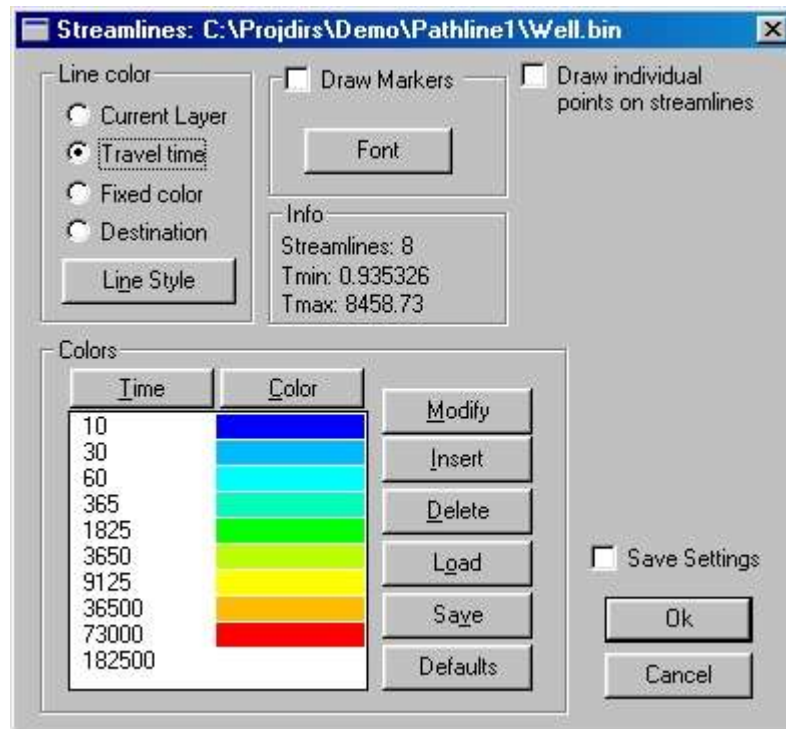 Streamlines: C:\Projdirs\Demo\Pathline1\Well.bin
Line color
Current Layer
Travel time
Fixed color
Destination
Line Style
Draw Markers
Font
Draw individual
points on streamlines
Info
Streamlines: 8
Tmin: 0.935326
Tmax: 8458.73
Colors
Time
Color
10
30
60
365
1825
3650
9125
36500
73000
182500
Modify
Insert
Delete
Load
Save
Defaults
Save Settings
Ok
Cancel